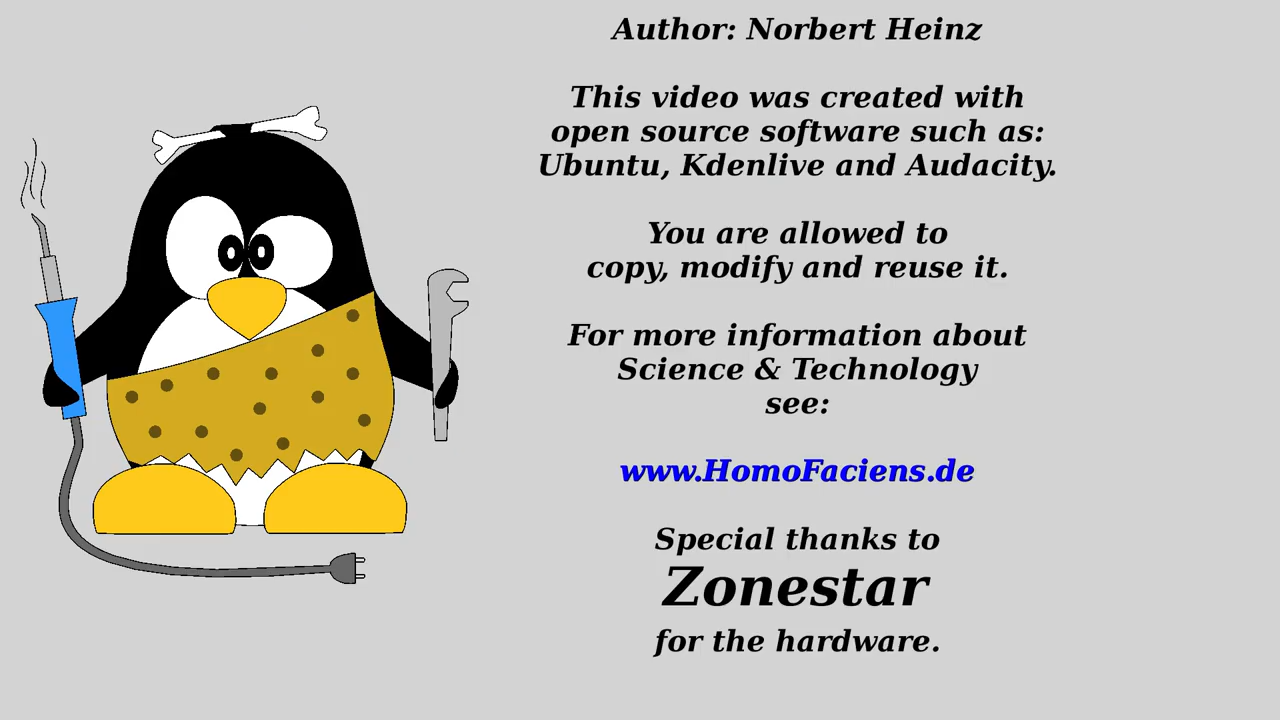 Author: Norbert Heinz
This video was created with
open source software such as:
Ubuntu, Kdenlive and Audacity.
You are allowed to
copy, modify and reuse it.
For more information about
Science & Technology
see:
www.HomoFaciens.de
Special thanks to
Zonestar
for the hardware.